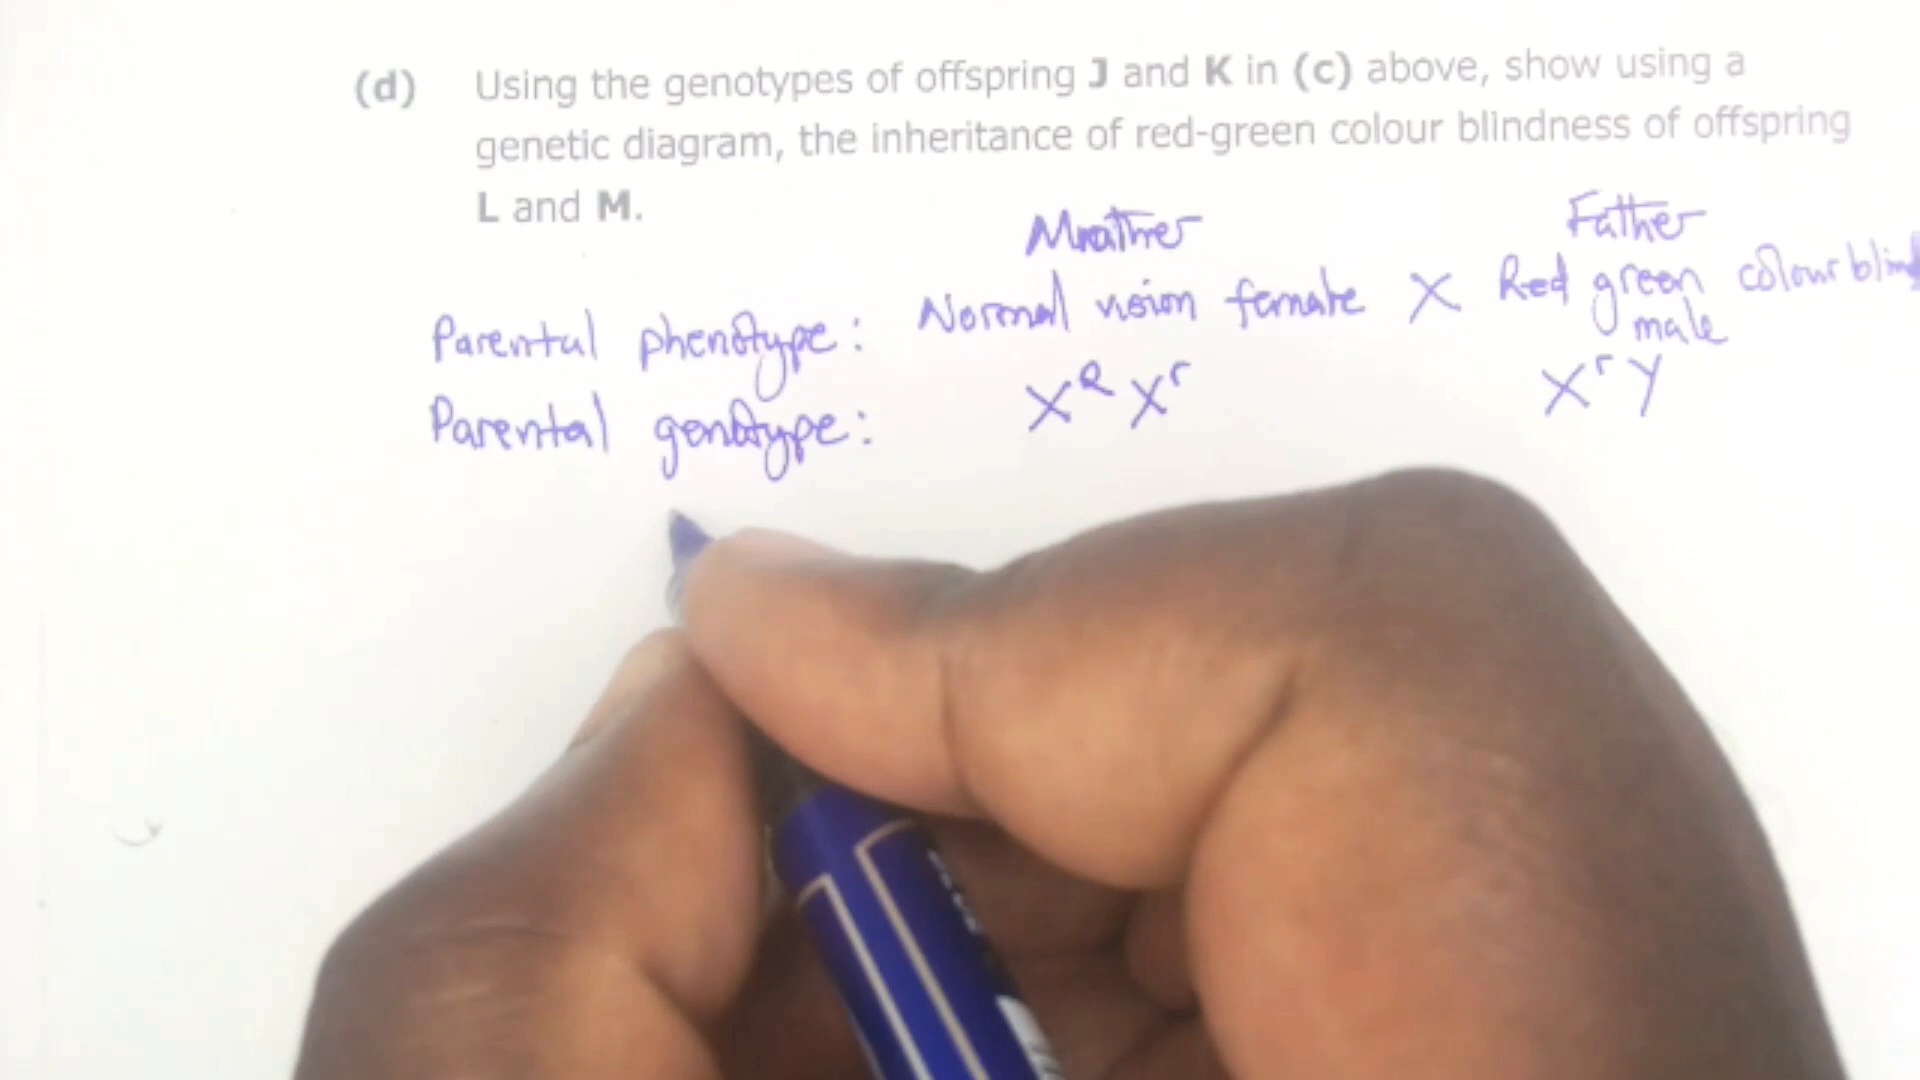 (d) Using the genotypes of offspring J and K in (c) above, show using a
genetic diagram, the inheritance of red-green colour blindness of offspring
L and M.
Mother Father
Parental phenotype: Normal vision female X Red green colour blind
male
Parental genotype: X^R X^r X^r Y